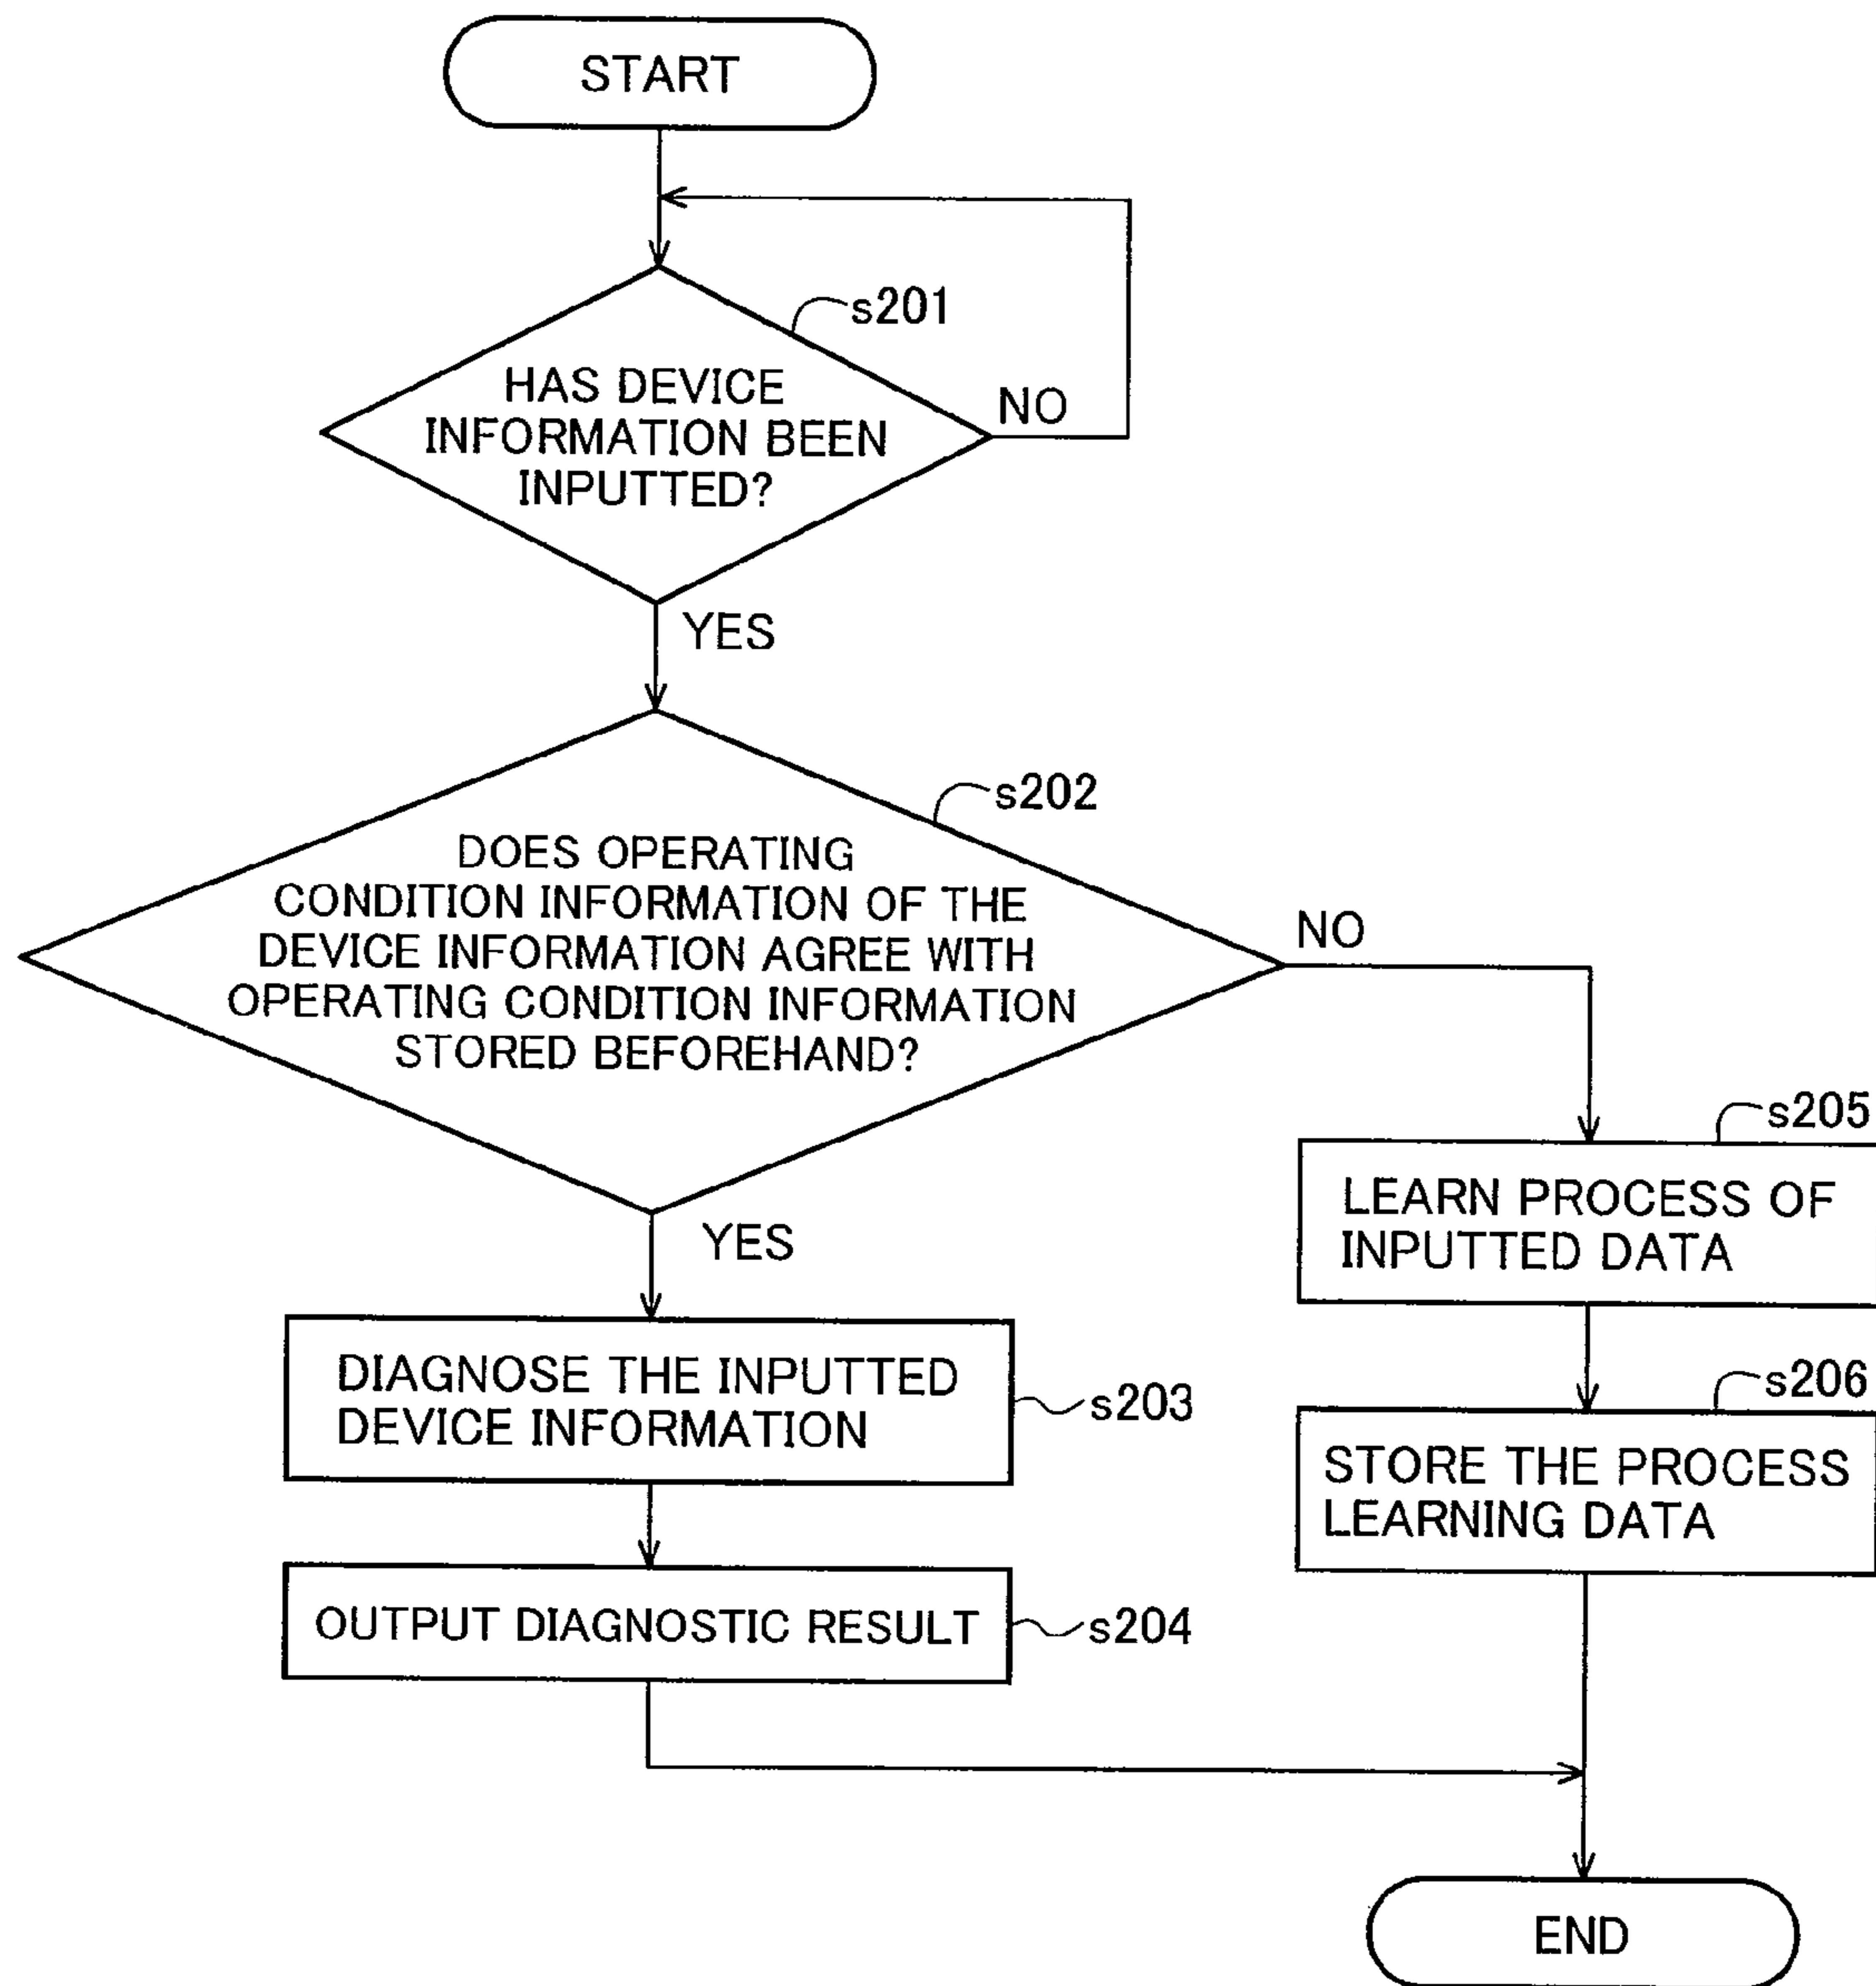 START
s201
HAS DEVICE
INFORMATION BEEN
INPUTTED?
NO
YES
s202
DOES OPERATING
CONDITION INFORMATION OF THE
DEVICE INFORMATION AGREE WITH
OPERATING CONDITION INFORMATION
STORED BEFOREHAND?
NO
YES
s205
LEARN PROCESS OF
INPUTTED DATA
DIAGNOSE THE INPUTTED
DEVICE INFORMATION
s203
s206
STORE THE PROCESS
LEARNING DATA
OUTPUT DIAGNOSTIC RESULT
s204
END